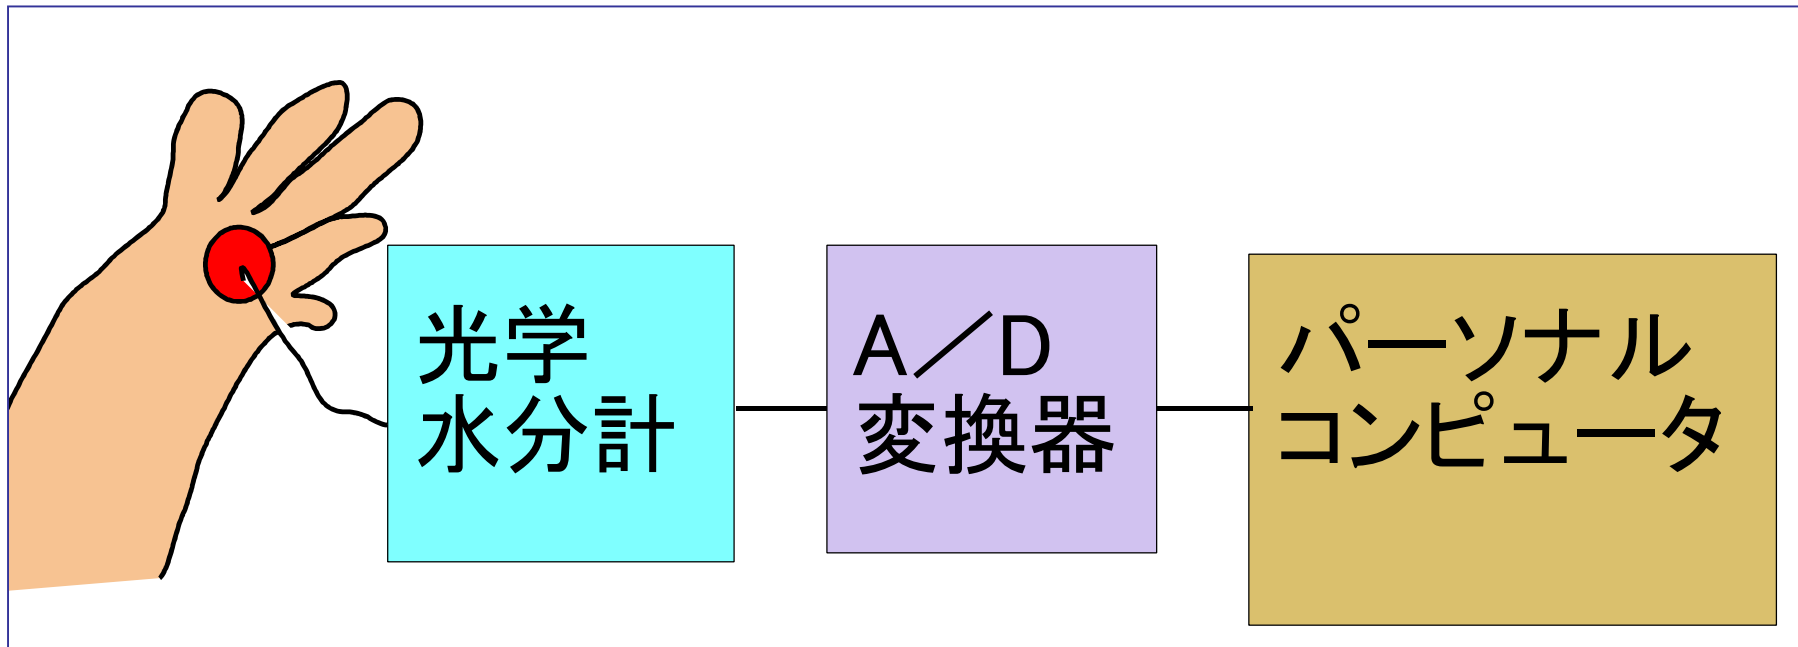 光学
水分計
A／D
変換器
パーソナル
コンピュータ